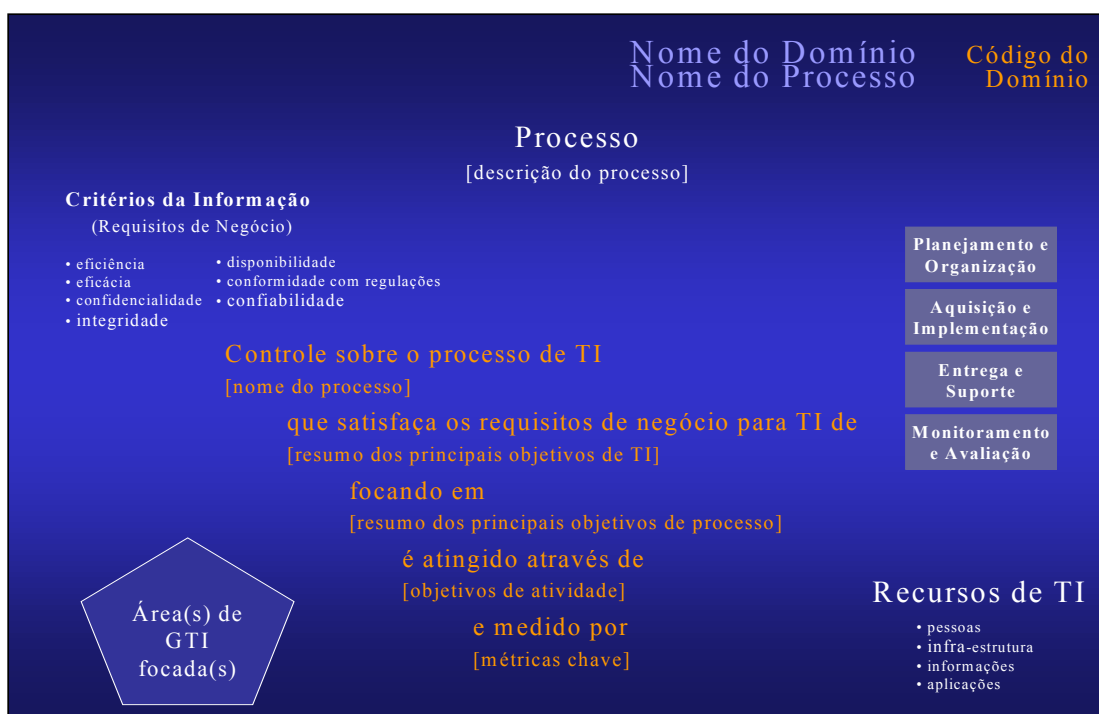 Nome do Domínio
Nome do Processo
Código do
Domínio
Processo
[descrição do processo]
Critérios da Informação
(Requisitos de Negócio)
• eficiência
• eficácia
• confidencialidade
• integridade
• disponibilidade
• conformidade com regulações
• confiabilidade
Planejamento e
Organização
Aquisição e
Implementação
Entrega e
Suporte
Monitoramento
e Avaliação
Controle sobre o processo de TI
[nome do processo]
que satisfaça os requisitos de negócio para TI de
[resumo dos principais objetivos de TI]
focando em
[resumo dos principais objetivos de processo]
é atingido através de
[objetivos de atividade]
e medido por
[métricas chave]
Área(s) de
GTI
focada(s)
Recursos de TI
• pessoas
• infra-estrutura
• informações
• aplicações